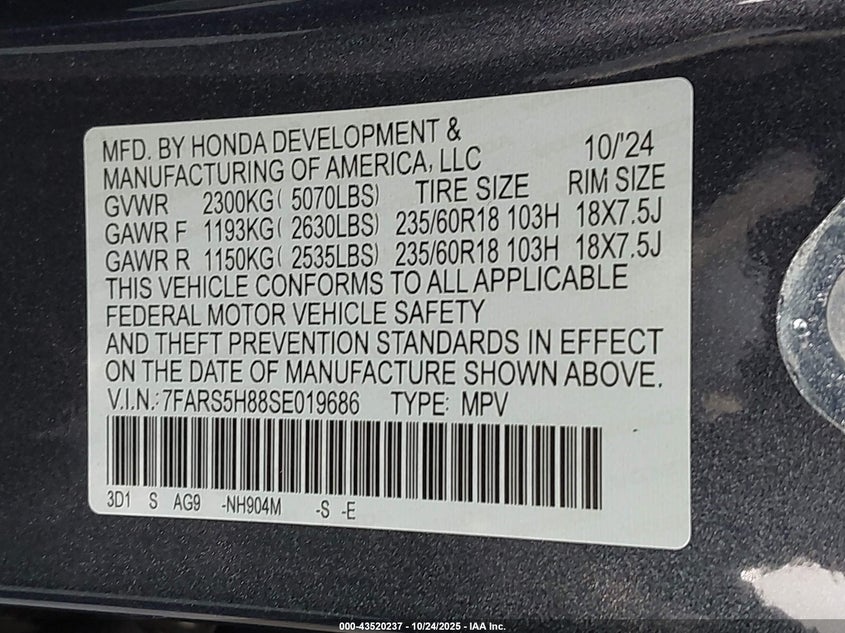 MFD. BY HONDA DEVELOPMENT &
MANUFACTURING OF AMERICA, LLC 10/'24
GVWR 2300KG( 5070LBS) TIRE SIZE RIM SIZE
GAWR F 1193KG( 2630LBS) 235/60R18 103H 18X7.5J
GAWR R 1150KG( 2535LBS) 235/60R18 103H 18X7.5J
THIS VEHICLE CONFORMS TO ALL APPLICABLE
FEDERAL MOTOR VEHICLE SAFETY
AND THEFT PREVENTION STANDARDS IN EFFECT
ON THE DATE OF MANUFACTURE SHOWN ABOVE.
V.I.N.: 7FARS5H88SE019686 TYPE: MPV
3D1 S AG9 -NH904M -S -E
000-43520237 - 10/24/2025 - IAA Inc.